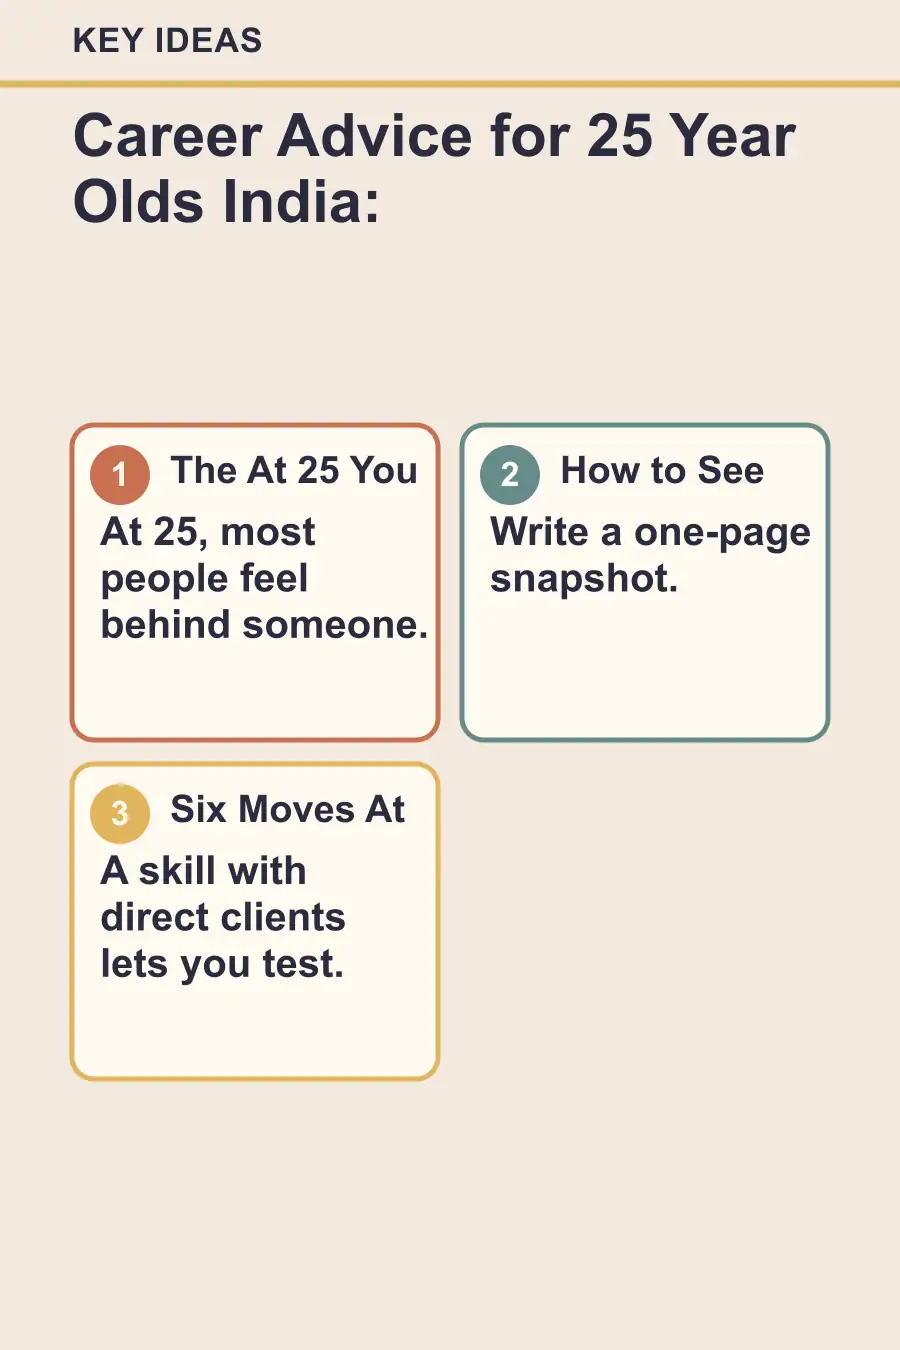 KEY IDEAS
Career Advice for 25 Year
Olds India:
1 The At 25 You
At 25, most
people feel
behind someone.
2 How to See
Write a one-page
snapshot.
3 Six Moves At
A skill with
direct clients
lets you test.